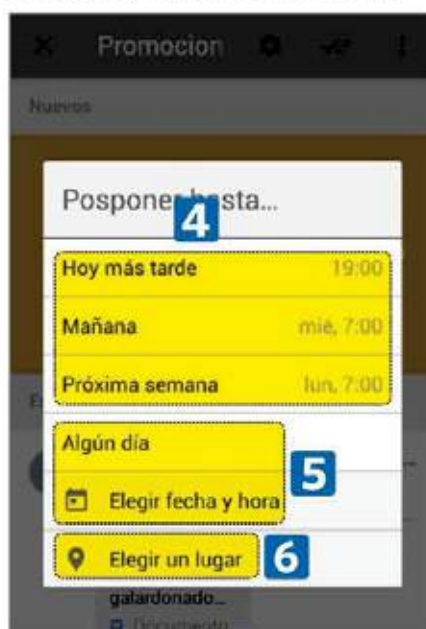 Promocion
Nuevos
Posponer hasta...
4
Hoy más tarde 19:00
Mañana mié, 7:00
Próxima semana lun, 7:00
Algún día
5
Elegir fecha y hora
Elegir un lugar 6
galardonado...
Documento